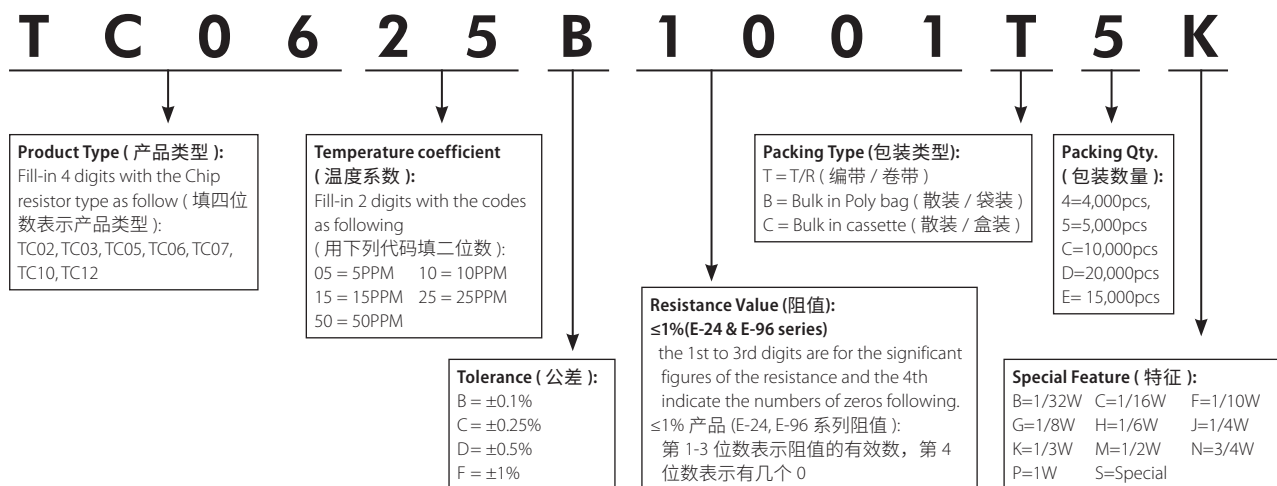 T C 0 6 2 5 B 1 0 0 1 T 5 K
Product Type ( 产品类型 ):
Fill-in 4 digits with the Chip
resistor type as follow ( 填四位
数表示产品类型 ):
TC02, TC03, TC05, TC06, TC07,
TC10, TC12
Temperature coefficient
( 温度系数 ):
Fill-in 2 digits with the codes
as following
( 用下列代码填二位数 ):
05 = 5PPM 10 = 10PPM
15 = 15PPM 25 = 25PPM
50 = 50PPM
Tolerance ( 公差 ):
B = ±0.1%
C = ±0.25%
D= ±0.5%
F = ±1%
Resistance Value (阻值):
≤1%(E-24 & E-96 series)
the 1st to 3rd digits are for the significant
figures of the resistance and the 4th
indicate the numbers of zeros following.
≤1% 产品 (E-24, E-96 系列阻值 ):
第 1-3 位数表示阻值的有效数，第 4
位数表示有几个 0
Packing Type (包装类型):
T = T/R ( 编带 / 卷带 )
B = Bulk in Poly bag ( 散装 / 袋装 )
C = Bulk in cassette ( 散装 / 盒装 )
Packing Qty.
( 包装数量 ):
4=4,000pcs,
5=5,000pcs
C=10,000pcs
D=20,000pcs
E= 15,000pcs
Special Feature ( 特征 ):
B=1/32W C=1/16W F=1/10W
G=1/8W H=1/6W J=1/4W
K=1/3W M=1/2W N=3/4W
P=1W S=Special